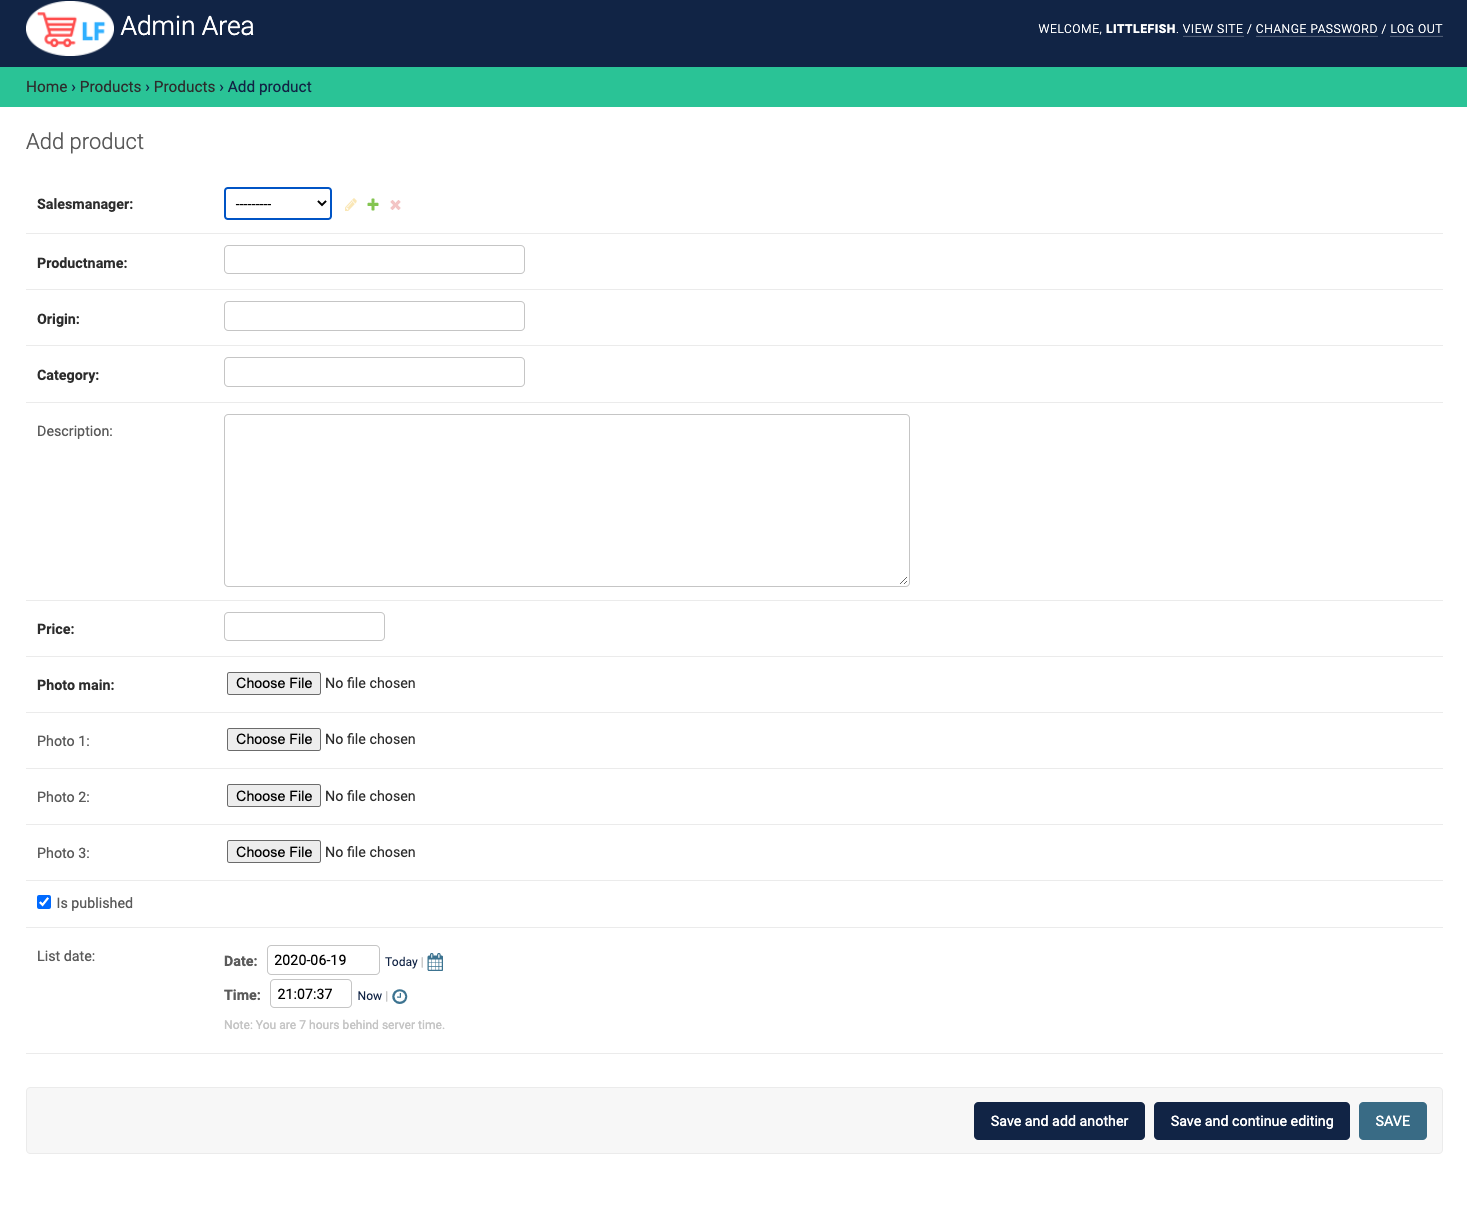 LF Admin Area
WELCOME, LITTLEFISH. VIEW SITE / CHANGE PASSWORD / LOG OUT
Home › Products › Products › Add product
Add product
Salesmanager: ---------
Productname:
Origin:
Category:
Description:
Price:
Photo main: Choose File No file chosen
Photo 1: Choose File No file chosen
Photo 2: Choose File No file chosen
Photo 3: Choose File No file chosen
Is published
List date:
Date: 2020-06-19 Today |
Time: 21:07:37 Now |
Note: You are 7 hours behind server time.
Save and add another Save and continue editing SAVE